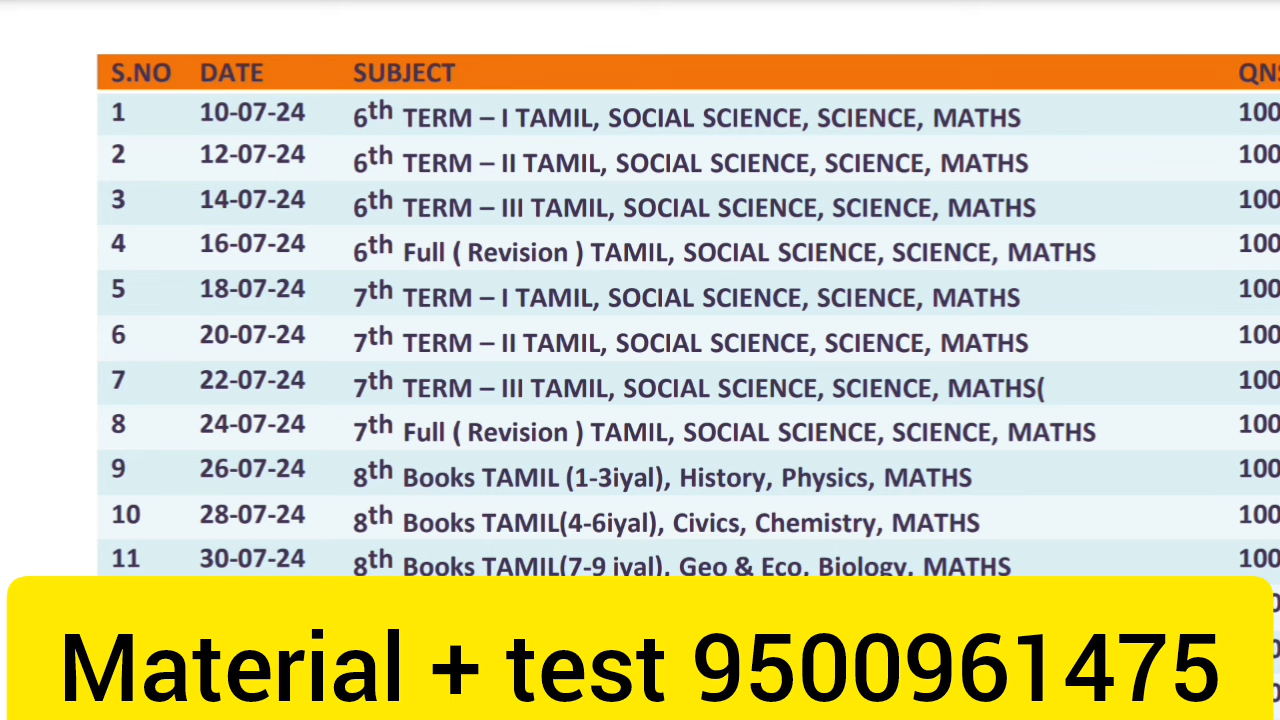 S.NO DATE SUBJECT
1 10-07-24 6th TERM – I TAMIL, SOCIAL SCIENCE, SCIENCE, MATHS 100
2 12-07-24 6th TERM – II TAMIL, SOCIAL SCIENCE, SCIENCE, MATHS 100
3 14-07-24 6th TERM – III TAMIL, SOCIAL SCIENCE, SCIENCE, MATHS 100
4 16-07-24 6th Full ( Revision ) TAMIL, SOCIAL SCIENCE, SCIENCE, MATHS 100
5 18-07-24 7th TERM – I TAMIL, SOCIAL SCIENCE, SCIENCE, MATHS 100
6 20-07-24 7th TERM – II TAMIL, SOCIAL SCIENCE, SCIENCE, MATHS 100
7 22-07-24 7th TERM – III TAMIL, SOCIAL SCIENCE, SCIENCE, MATHS( 100
8 24-07-24 7th Full ( Revision ) TAMIL, SOCIAL SCIENCE, SCIENCE, MATHS 100
9 26-07-24 8th Books TAMIL (1-3iyal), History, Physics, MATHS 100
10 28-07-24 8th Books TAMIL(4-6iyal), Civics, Chemistry, MATHS 100
11 30-07-24 8th Books TAMIL(7-9 iyal), Geo & Eco, Biology, MATHS 100
Material + test 9500961475